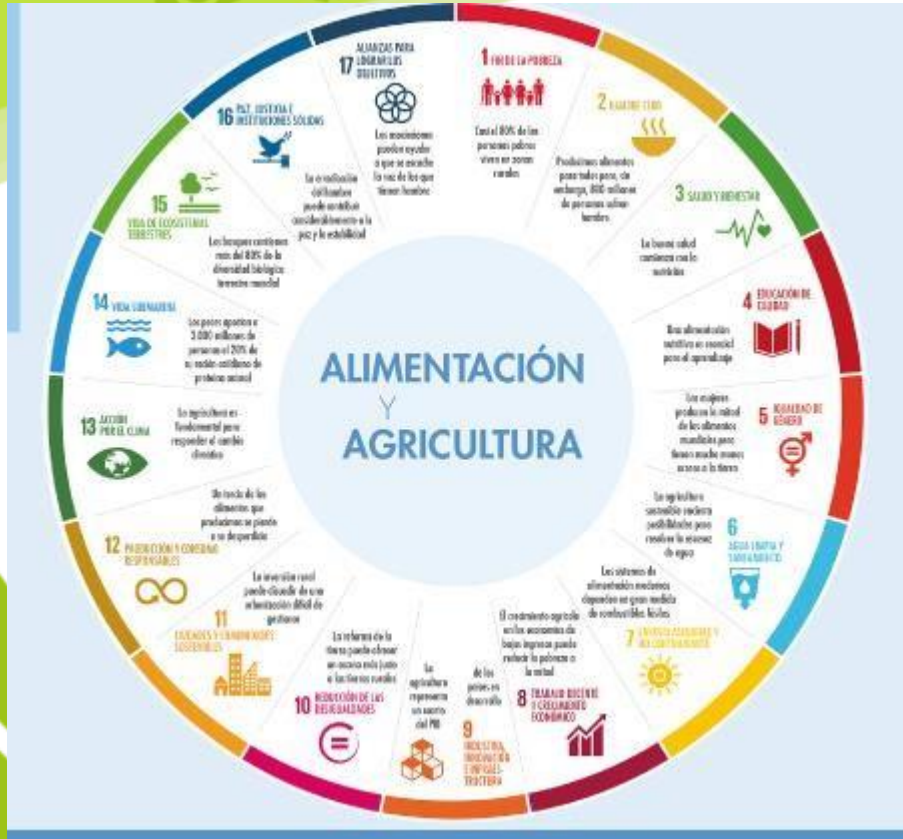 ALIMENTACIÓN
Y
AGRICULTURA
1 FIN DE LA POBREZA
Casi el 80% de las
personas pobres
viven en zonas
rurales
2 HAMBRE CERO
Producimos alimentos
para todos pero, sin
embargo, 800 millones
de personas sufren
hambre
3 SALUD Y BIENESTAR
La buena salud
comienza con la
nutrición
4 EDUCACIÓN DE
CALIDAD
Una alimentación
nutritiva es esencial
para el aprendizaje
5 IGUALDAD DE
GÉNERO
Las mujeres
producen la mitad
de los alimentos
mundiales pero
tienen mucho menos
acceso a la tierra
6
AGUA LIMPIA Y
SANEAMIENTO
La agricultura
sostenible encierra
posibilidades para
resolver la escasez
de agua
7 ENERGÍA ASEQUIBLE Y
NO CONTAMINANTE
Los sistemas de
alimentación modernos
dependen en gran medida
de combustibles fósiles
8 TRABAJO DECENTE
Y CRECIMIENTO
ECONÓMICO
El crecimiento agrícola
en las economías de
bajos ingresos puede
reducir la pobreza a
la mitad
9
INDUSTRIA,
INNOVACIÓN
E INFRAES-
TRUCTURA
La
agricultura
representa
un cuarto
del PIB
de los
países en
desarrollo
10 REDUCCIÓN DE LAS
DESIGUALDADES
La reforma de la
tierra puede ofrecer
un acceso más justo
a las tierras rurales
11
CIUDADES Y COMUNIDADES
SOSTENIBLES
La inversión rural
puede disuadir de una
urbanización difícil de
gestionar
12 PRODUCCIÓN Y CONSUMO
RESPONSABLES
Un tercio de los
alimentos que
producimos se pierde
o se desperdicia
13 ACCIÓN
POR EL CLIMA
La agricultura es
fundamental para
responder al cambio
climático
14 VIDA SUBMARINA
Los peces aportan a
3.000 millones de
personas el 20% de
su ración cotidiana de
proteína animal
15
VIDA DE ECOSISTEMAS
TERRESTRES
Los bosques contienen
más del 80% de la
diversidad biológica
terrestre mundial
16 PAZ, JUSTICIA E
INSTITUCIONES SÓLIDAS
La erradicación
del hambre
puede contribuir
considerablemente a la
paz y la estabilidad
17
ALIANZAS PARA
LOGRAR LOS
OBJETIVOS
Las asociaciones
pueden ayudar
a que se escuche
la voz de los que
tienen hambre